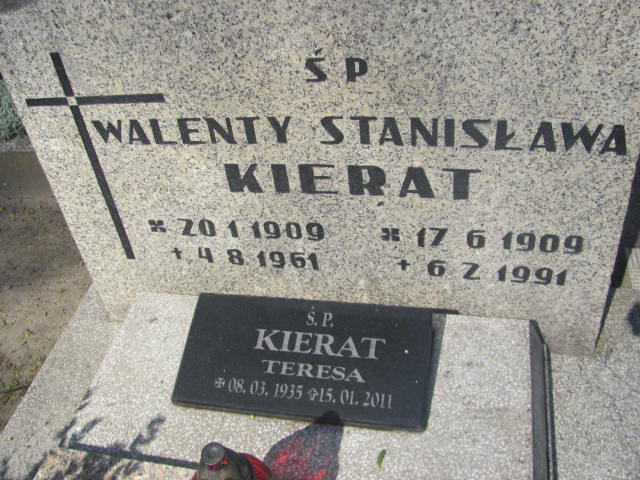 ŚP
WALENTY STANISŁAWA
KIERAT
* 20 1 1909 * 17 6 1909
+ 4 8 1961 + 6 2 1991
Ś.P.
KIERAT
TERESA
✠ 08. 03. 1935 ✞ 15. 01. 2011